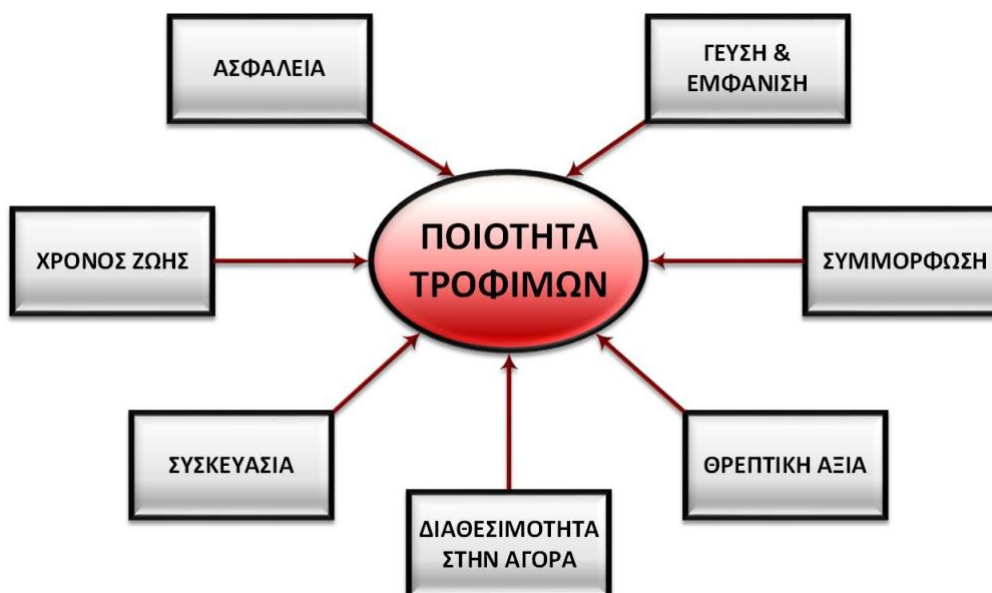 ΑΣΦΑΛΕΙΑ
ΓΕΥΣΗ &
ΕΜΦΑΝΙΣΗ
ΧΡΟΝΟΣ ΖΩΗΣ
ΠΟΙΟΤΗΤΑ
ΤΡΟΦΙΜΩΝ
ΣΥΜΜΟΡΦΩΣΗ
ΣΥΣΚΕΥΑΣΙΑ
ΔΙΑΘΕΣΙΜΟΤΗΤΑ
ΣΤΗΝ ΑΓΟΡΑ
ΘΡΕΠΤΙΚΗ ΑΞΙΑ